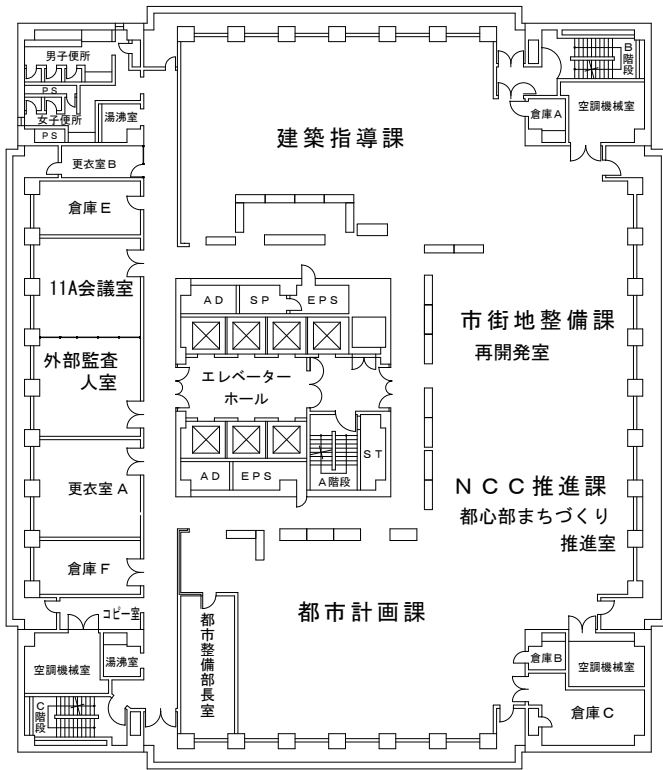 男子便所
PS
女子便所
PS
湯沸室
B階段
倉庫A
空調機械室
建築指導課
更衣室B
倉庫E
11A会議室
外部監査
人室
更衣室A
倉庫F
コピー室
AD
SP
EPS
エレベーター
ホール
AD
EPS
A階段
ST
市街地整備課
再開発室
NCC推進課
都心部まちづくり
推進室
都市計画課
都市整備部長室
空調機械室
湯沸室
C階段
倉庫B
空調機械室
倉庫C